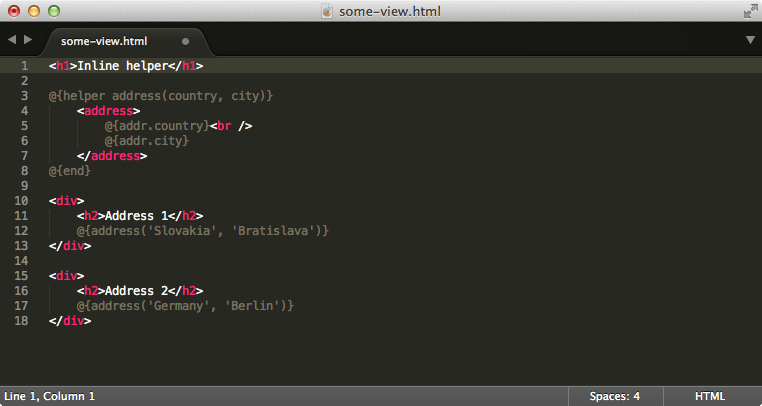 some-view.html
some-view.html
1 <h1>Inline helper</h1>
2
3 @{helper address(country, city)}
4     <address>
5         @{addr.country}<br />
6         @{addr.city}
7     </address>
8 @{end}
9
10 <div>
11     <h2>Address 1</h2>
12     @{address('Slovakia', 'Bratislava')}
13 </div>
14
15 <div>
16     <h2>Address 2</h2>
17     @{address('Germany', 'Berlin')}
18 </div>
Line 1, Column 1 Spaces: 4 HTML